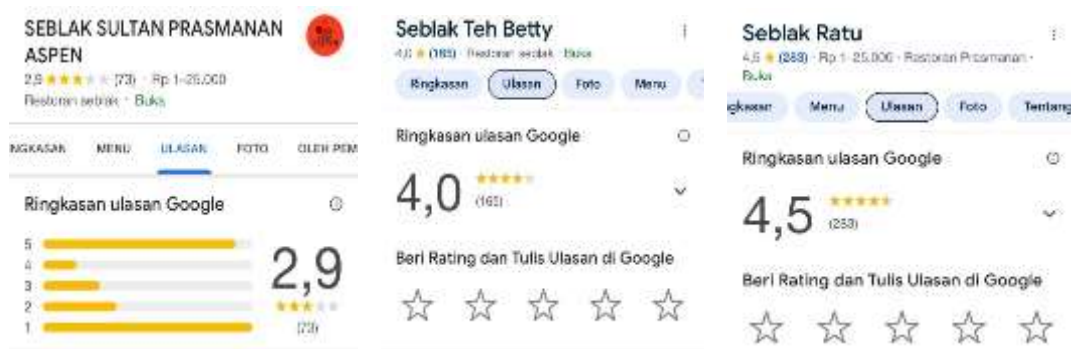 SEBLAK SULTAN PRASMANAN
ASPEN
2,9 (73) · Rp 1-25.000
Restoran seblak · Buka
NGKASAN MENU ULASAN FOTO OLEH PEM
Ringkasan ulasan Google
5
4
3
2
1
2,9
(73)
Seblak Teh Betty
4,0 (165) · Restoran seblak · Buka
Ringkasan Ulasan Foto Menu
Ringkasan ulasan Google
4,0
(165)
Beri Rating dan Tulis Ulasan di Google
Seblak Ratu
4,5 (283) · Rp 1-25.000 · Restoran Prasmanan ·
Buka
gkasan Menu Ulasan Foto Tentang
Ringkasan ulasan Google
4,5
(283)
Beri Rating dan Tulis Ulasan di Google